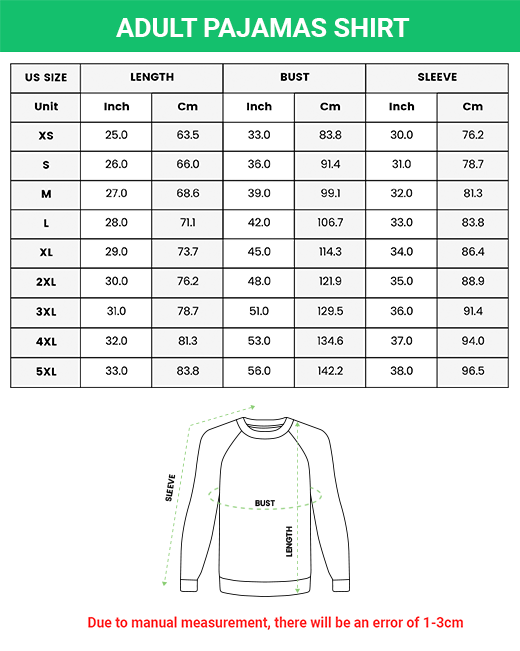 ADULT PAJAMAS SHIRT
US SIZE LENGTH BUST SLEEVE
Unit Inch Cm Inch Cm Inch Cm
XS 25.0 63.5 33.0 83.8 30.0 76.2
S 26.0 66.0 36.0 91.4 31.0 78.7
M 27.0 68.6 39.0 99.1 32.0 81.3
L 28.0 71.1 42.0 106.7 33.0 83.8
XL 29.0 73.7 45.0 114.3 34.0 86.4
2XL 30.0 76.2 48.0 121.9 35.0 88.9
3XL 31.0 78.7 51.0 129.5 36.0 91.4
4XL 32.0 81.3 53.0 134.6 37.0 94.0
5XL 33.0 83.8 56.0 142.2 38.0 96.5
SLEEVE
BUST
LENGTH
Due to manual measurement, there will be an error of 1-3cm